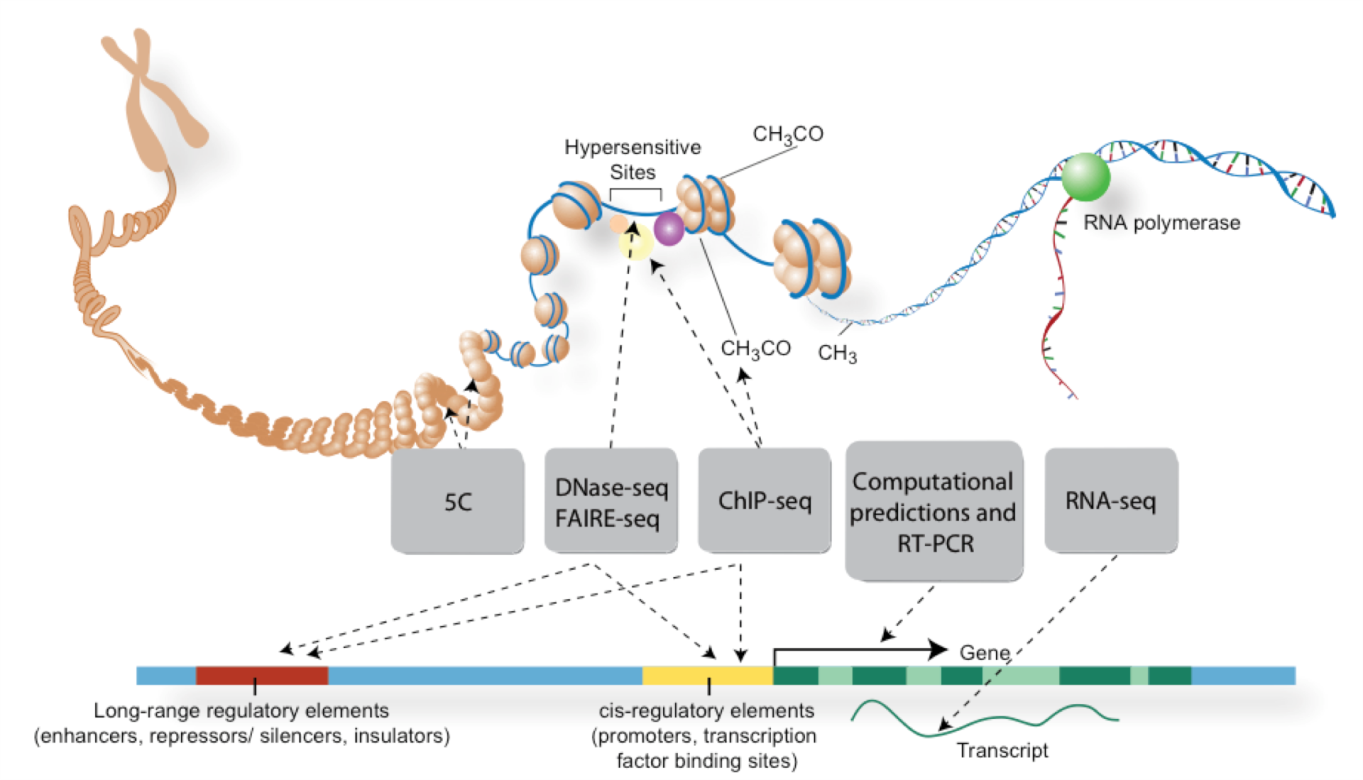 CH₃CO
Hypersensitive
Sites
RNA polymerase
CH₃CO
CH₃
5C
DNase-seq
FAIRE-seq
ChIP-seq
Computational
predictions and
RT-PCR
RNA-seq
Gene
Long-range regulatory elements
(enhancers, repressors/ silencers, insulators)
cis-regulatory elements
(promoters, transcription
factor binding sites)
Transcript